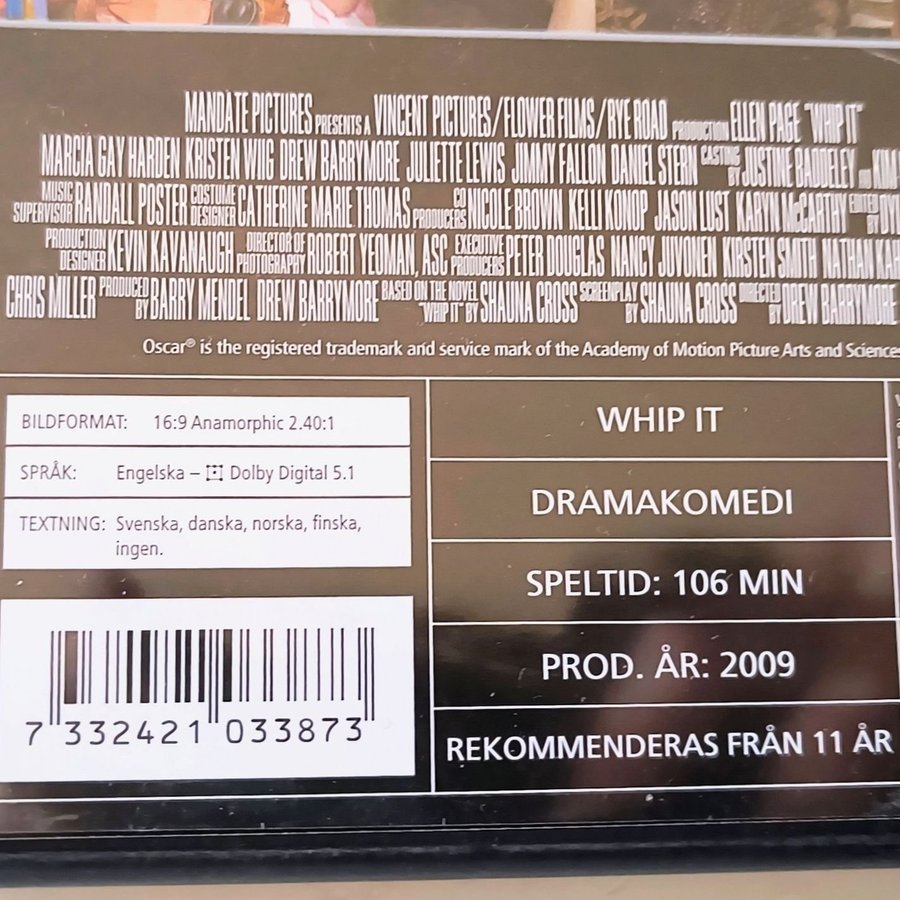 MANDATE PICTURES PRESENTS A VINCENT PICTURES/FLOWER FILMS/RYE ROAD PRODUCTION ELLEN PAGE "WHIP IT"
MARCIA GAY HARDEN KRISTEN WIIG DREW BARRYMORE JULIETTE LEWIS JIMMY FALLON DANIEL STERN CASTING BY JUSTINE BADDELEY AND KIM
MUSIC SUPERVISOR RANDALL POSTER COSTUME DESIGNER CATHERINE MARIE THOMAS CO PRODUCERS NICOLE BROWN KELLI KONOP JASON LUST KARYN McCARTHY EDITED BY
PRODUCTION DESIGNER KEVIN KAVANAUGH DIRECTOR OF PHOTOGRAPHY ROBERT YEOMAN, ASC EXECUTIVE PRODUCERS PETER DOUGLAS NANCY JUVONEN KIRSTEN SMITH NATHAN
CHRIS MILLER PRODUCED BY BARRY MENDEL DREW BARRYMORE BASED ON THE NOVEL "WHIP IT" BY SHAUNA CROSS SCREENPLAY BY SHAUNA CROSS DIRECTED BY DREW BARRYMORE
Oscar® is the registered trademark and service mark of the Academy of Motion Picture Arts and Sciences
BILDFORMAT: 16:9 Anamorphic 2.40:1
SPRÅK: Engelska – Dolby Digital 5.1
TEXTNING: Svenska, danska, norska, finska,
ingen.
7 332421 033873
WHIP IT
DRAMAKOMEDI
SPELTID: 106 MIN
PROD. ÅR: 2009
REKOMMENDERAS FRÅN 11 ÅR